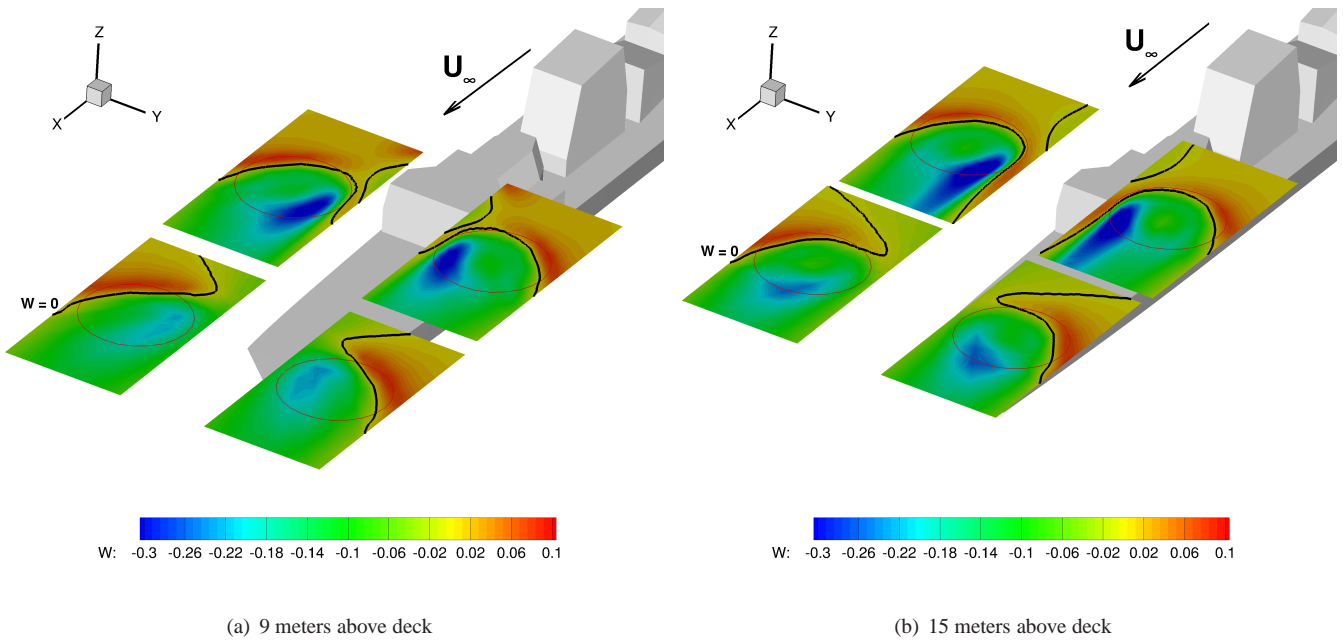 Z
X
Y
U∞
W = 0
W: -0.3 -0.26 -0.22 -0.18 -0.14 -0.1 -0.06 -0.02 0.02 0.06 0.1
(a) 9 meters above deck
Z
X
Y
U∞
W = 0
W: -0.3 -0.26 -0.22 -0.18 -0.14 -0.1 -0.06 -0.02 0.02 0.06 0.1
(b) 15 meters above deck